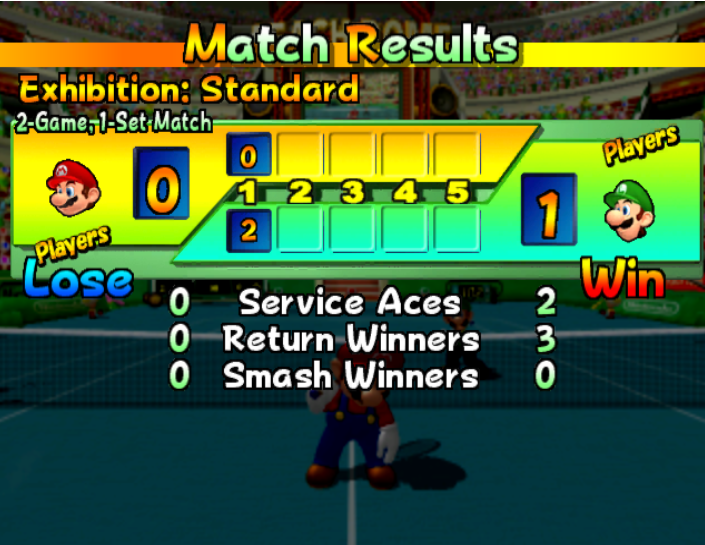 Match Results
Exhibition: Standard
2-Game, 1-Set Match
Players
0 0
1 2 3 4 5
2 1
Players
Lose Win
0 Service Aces 2
0 Return Winners 3
0 Smash Winners 0